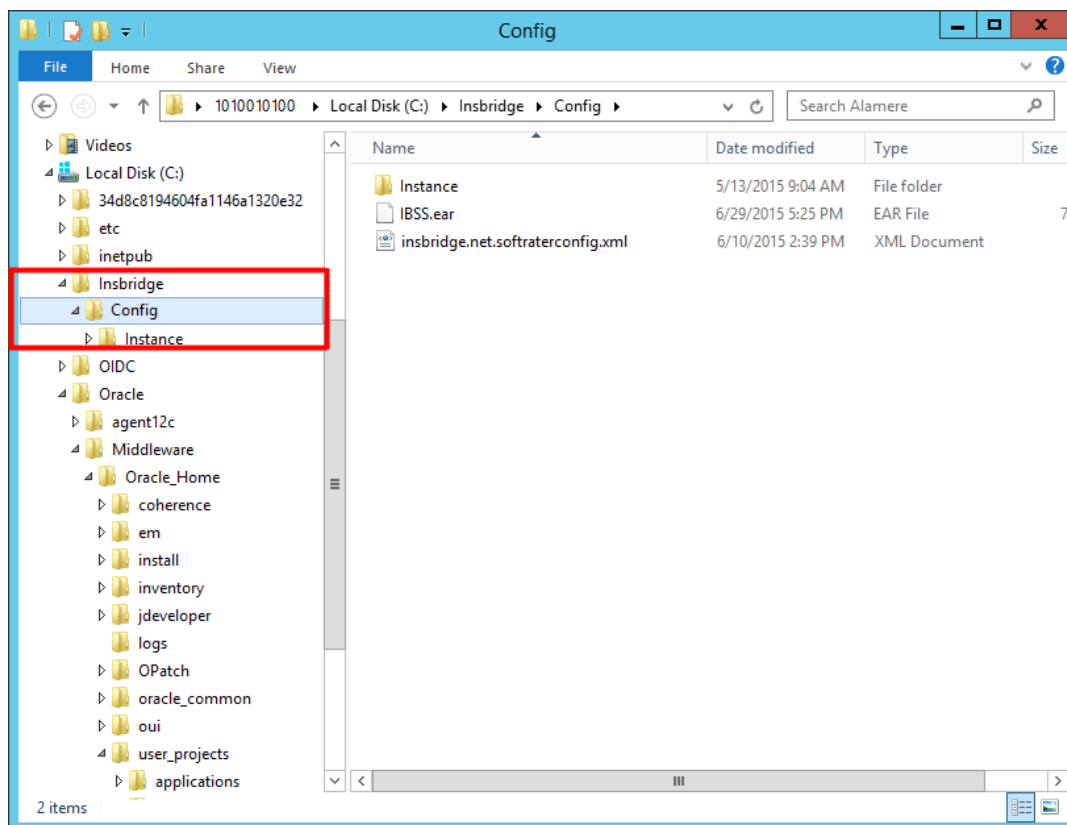 Config
File Home Share View
1010010100 Local Disk (C:) Insbridge Config Search Alamere
Name Date modified Type Size
Videos
Local Disk (C:)
34d8c8194604fa1146a1320e32
etc
inetpub
Insbridge
Config
Instance
OIDC
Oracle
agent12c
Middleware
Oracle_Home
coherence
em
install
inventory
jdeveloper
logs
OPatch
oracle_common
oui
user_projects
applications
Instance 5/13/2015 9:04 AM File folder
IBSS.ear 6/29/2015 5:25 PM EAR File 7
insbridge.net.softraterconfig.xml 6/10/2015 2:39 PM XML Document
2 items